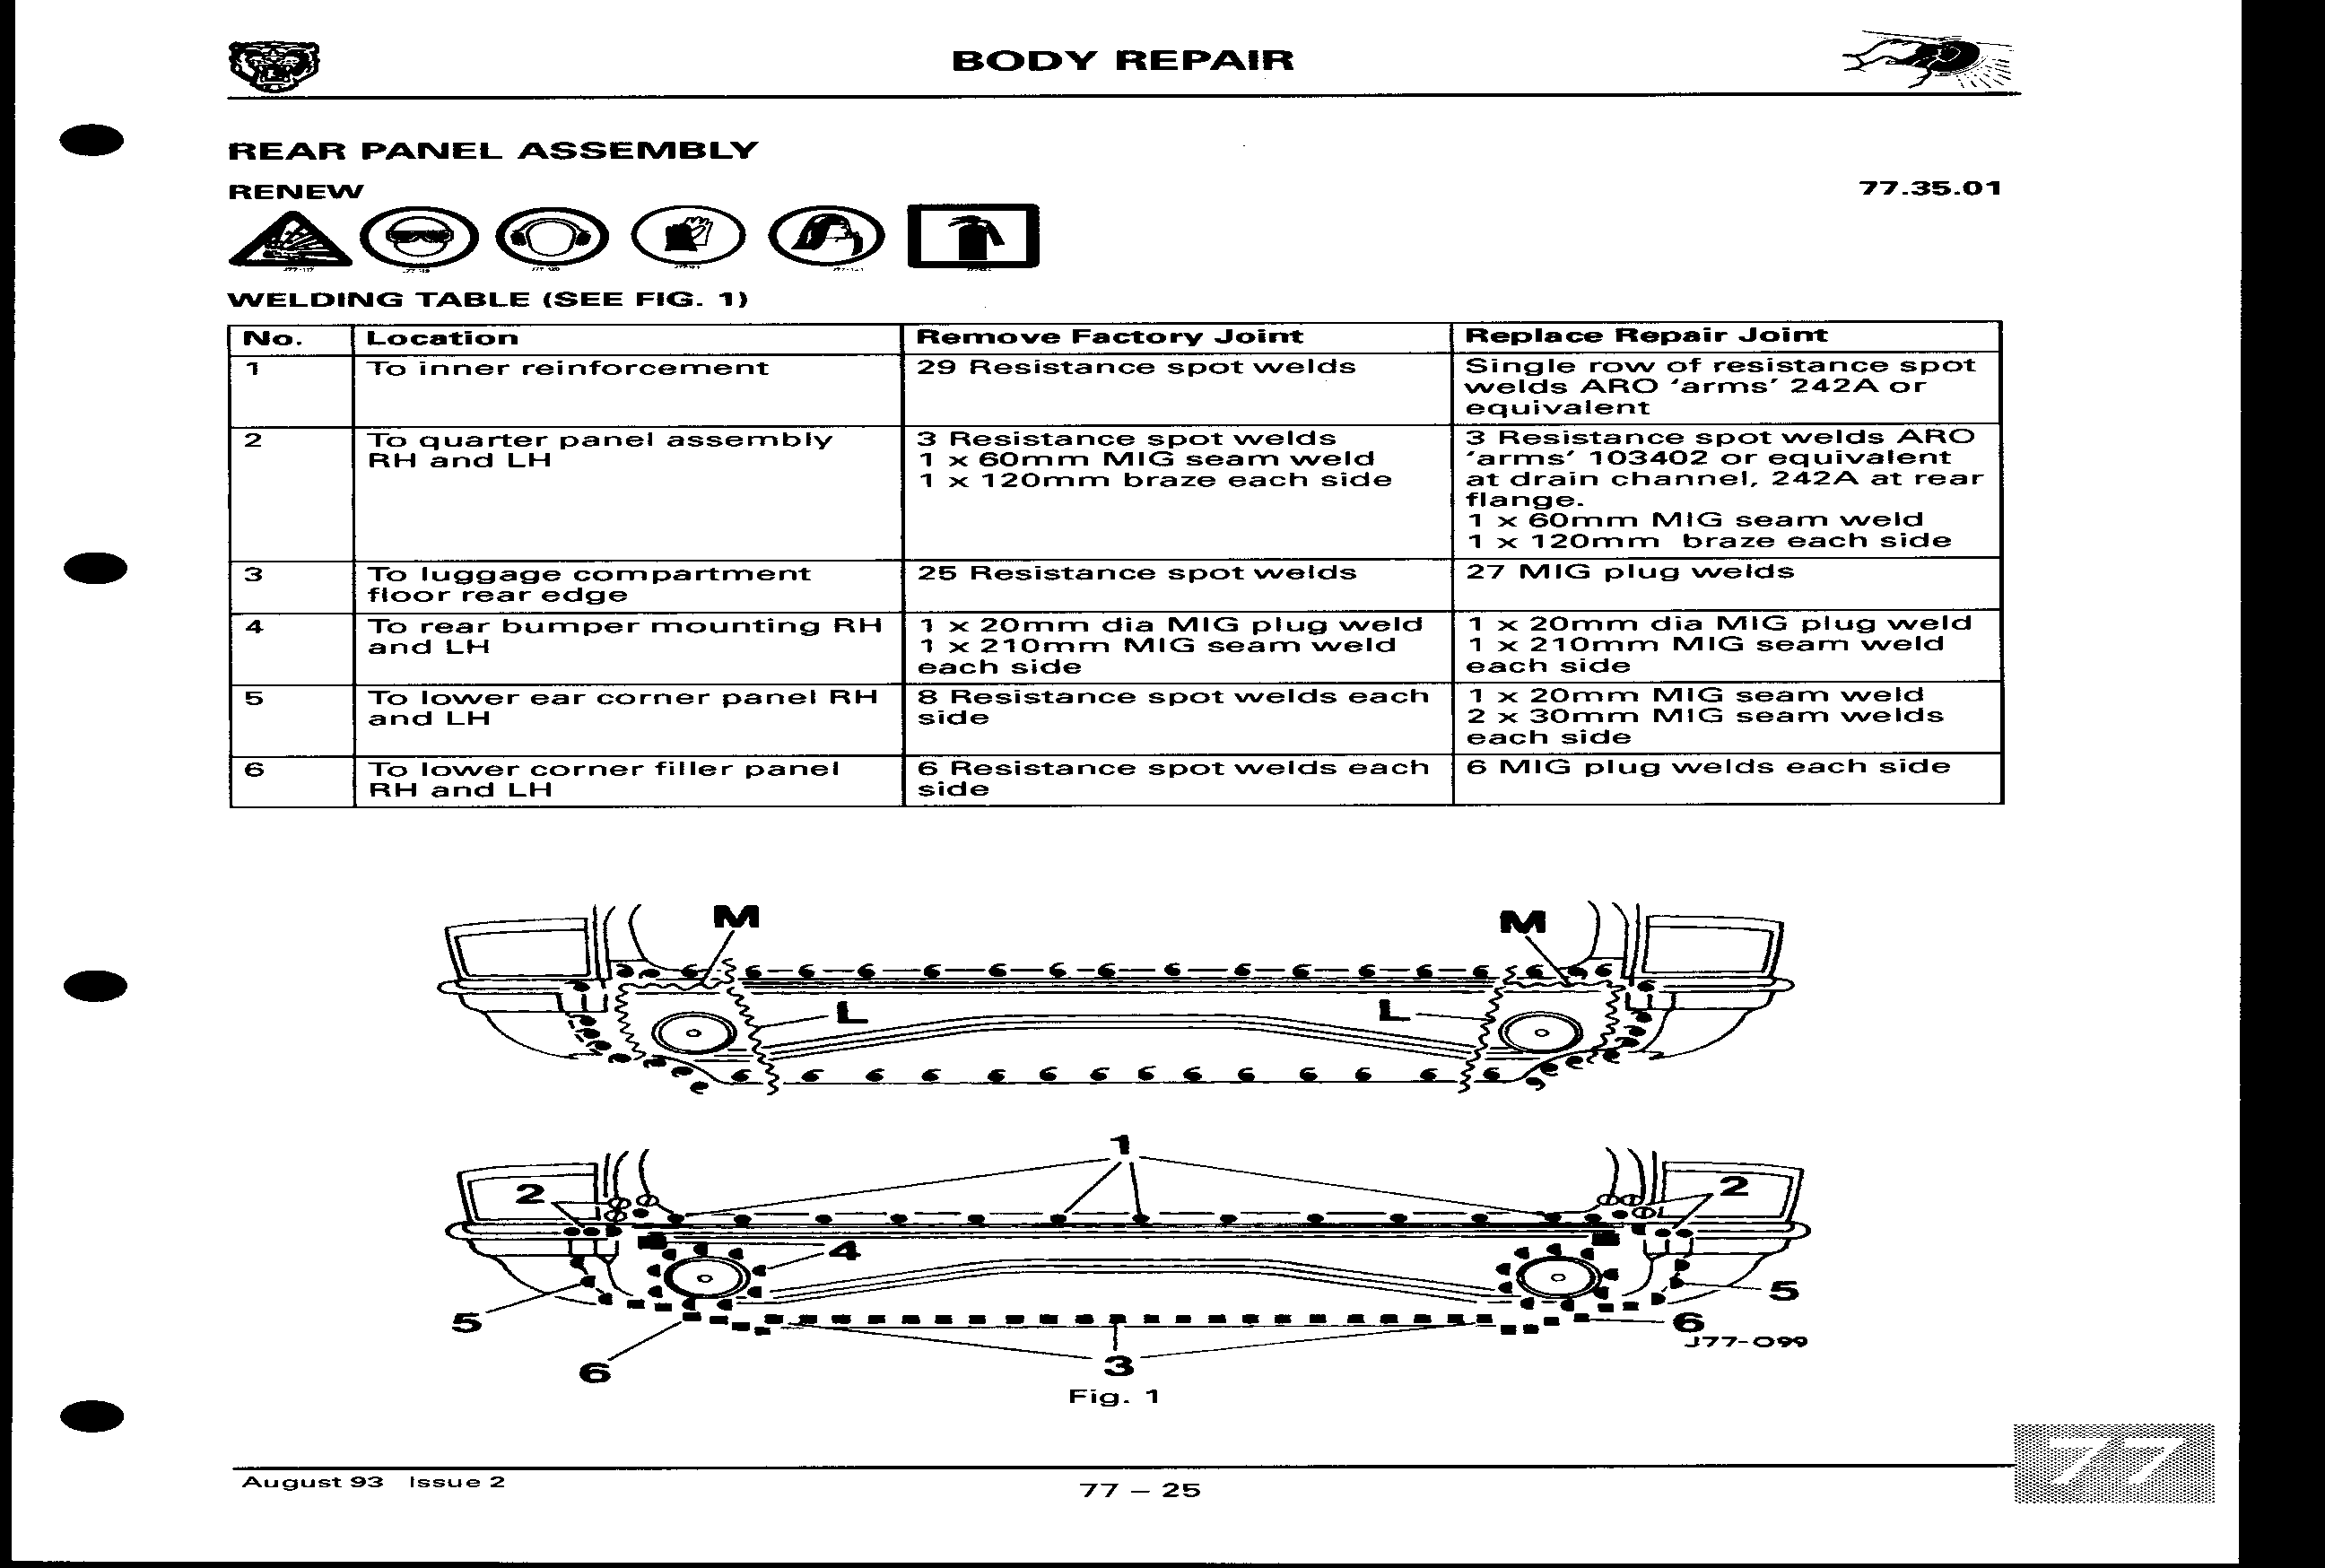 BODY REPAIR
REAR PANEL ASSEMBLY
RENEW
77.35.01
J77-117
WELDING TABLE (SEE FIG. 1)
No. Location Remove Factory Joint Replace Repair Joint
1 To inner reinforcement 29 Resistance spot welds Single row of resistance spot
welds ARO 'arms' 242A or
equivalent
2 To quarter panel assembly 3 Resistance spot welds 3 Resistance spot welds ARO
RH and LH 1 x 60mm MIG seam weld 'arms' 103402 or equivalent
1 x 120mm braze each side at drain channel, 242A at rear
flange.
1 x 60mm MIG seam weld
1 x 120mm braze each side
3 To luggage compartment 25 Resistance spot welds 27 MIG plug welds
floor rear edge
4 To rear bumper mounting RH 1 x 20mm dia MIG plug weld 1 x 20mm dia MIG plug weld
and LH 1 x 210mm MIG seam weld 1 x 210mm MIG seam weld
each side each side
5 To lower ear corner panel RH 8 Resistance spot welds each 1 x 20mm MIG seam weld
and LH side 2 x 30mm MIG seam welds
each side
6 To lower corner filler panel 6 Resistance spot welds each 6 MIG plug welds each side
RH and LH side
M M
L L
1
2 2
4
5 5
6 6
J77-099
3
Fig. 1
77
August 93 Issue 2
77 – 25